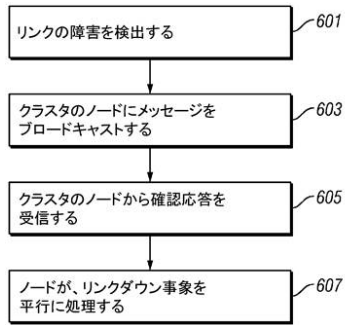 リンクの障害を検出する
601
クラスタのノードにメッセージを
ブロードキャストする
603
クラスタのノードから確認応答を
受信する
605
ノードが、リンクダウン事象を
平行に処理する
607